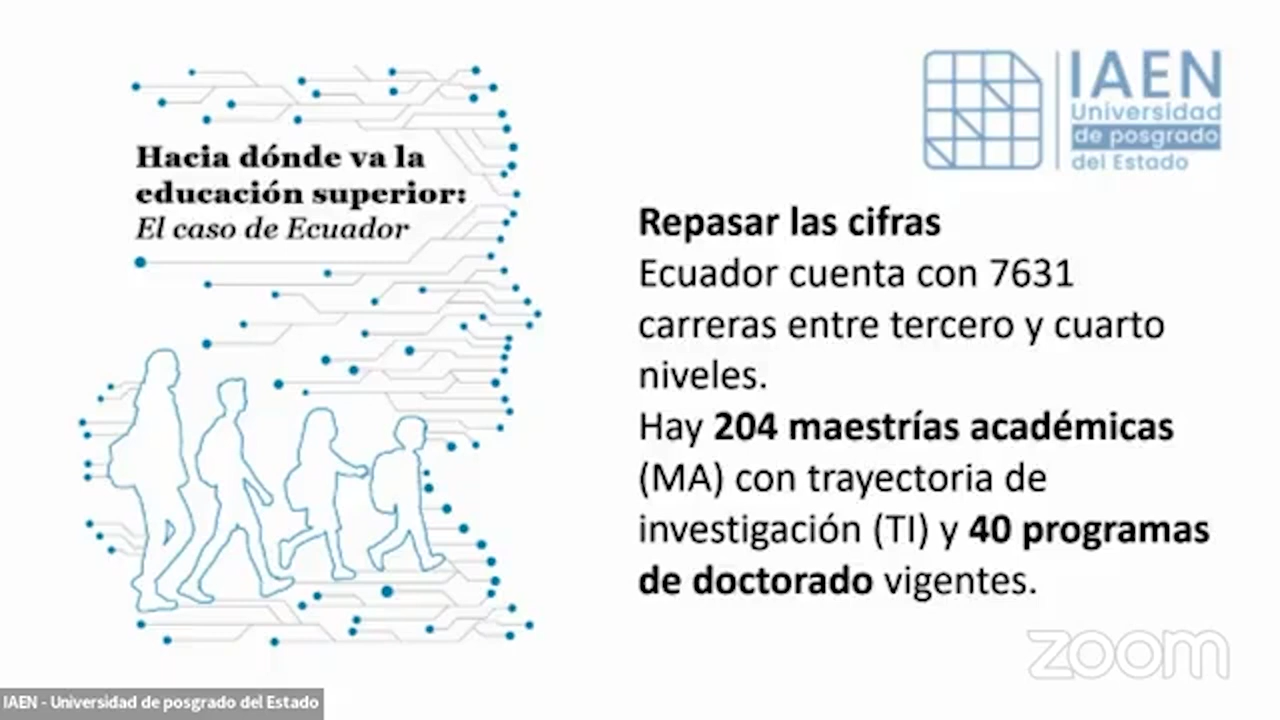 Hacia dónde va la
educación superior:
El caso de Ecuador
IAEN
Universidad
de posgrado
del Estado
Repasar las cifras
Ecuador cuenta con 7631
carreras entre tercero y cuarto
niveles.
Hay 204 maestrías académicas
(MA) con trayectoria de
investigación (TI) y 40 programas
de doctorado vigentes.
zoom
IAEN - Universidad de posgrado del Estado